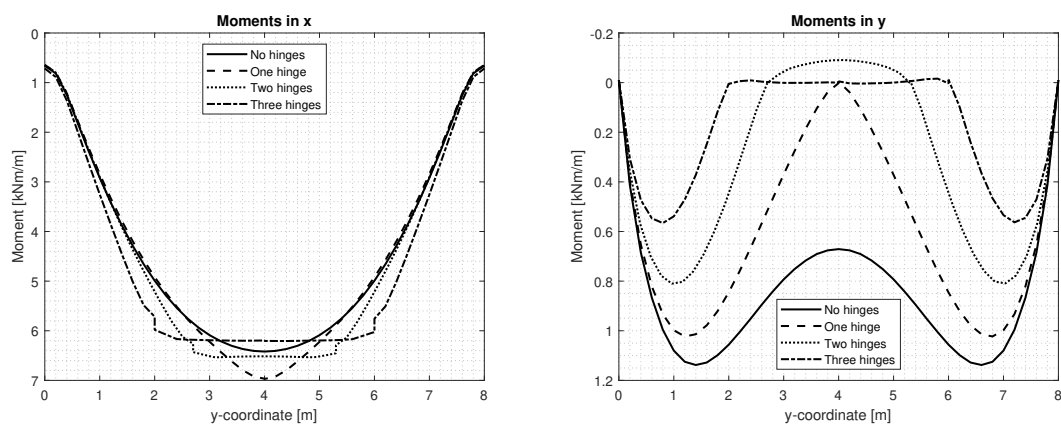 Moments in x
0
1
2
3
4
5
6
7
Moment [kNm/m]
No hinges
One hinge
Two hinges
Three hinges
0 1 2 3 4 5 6 7 8
y-coordinate [m]
Moments in y
-0.2
0
0.2
0.4
0.6
0.8
1
1.2
Moment [kNm/m]
No hinges
One hinge
Two hinges
Three hinges
0 1 2 3 4 5 6 7 8
y-coordinate [m]